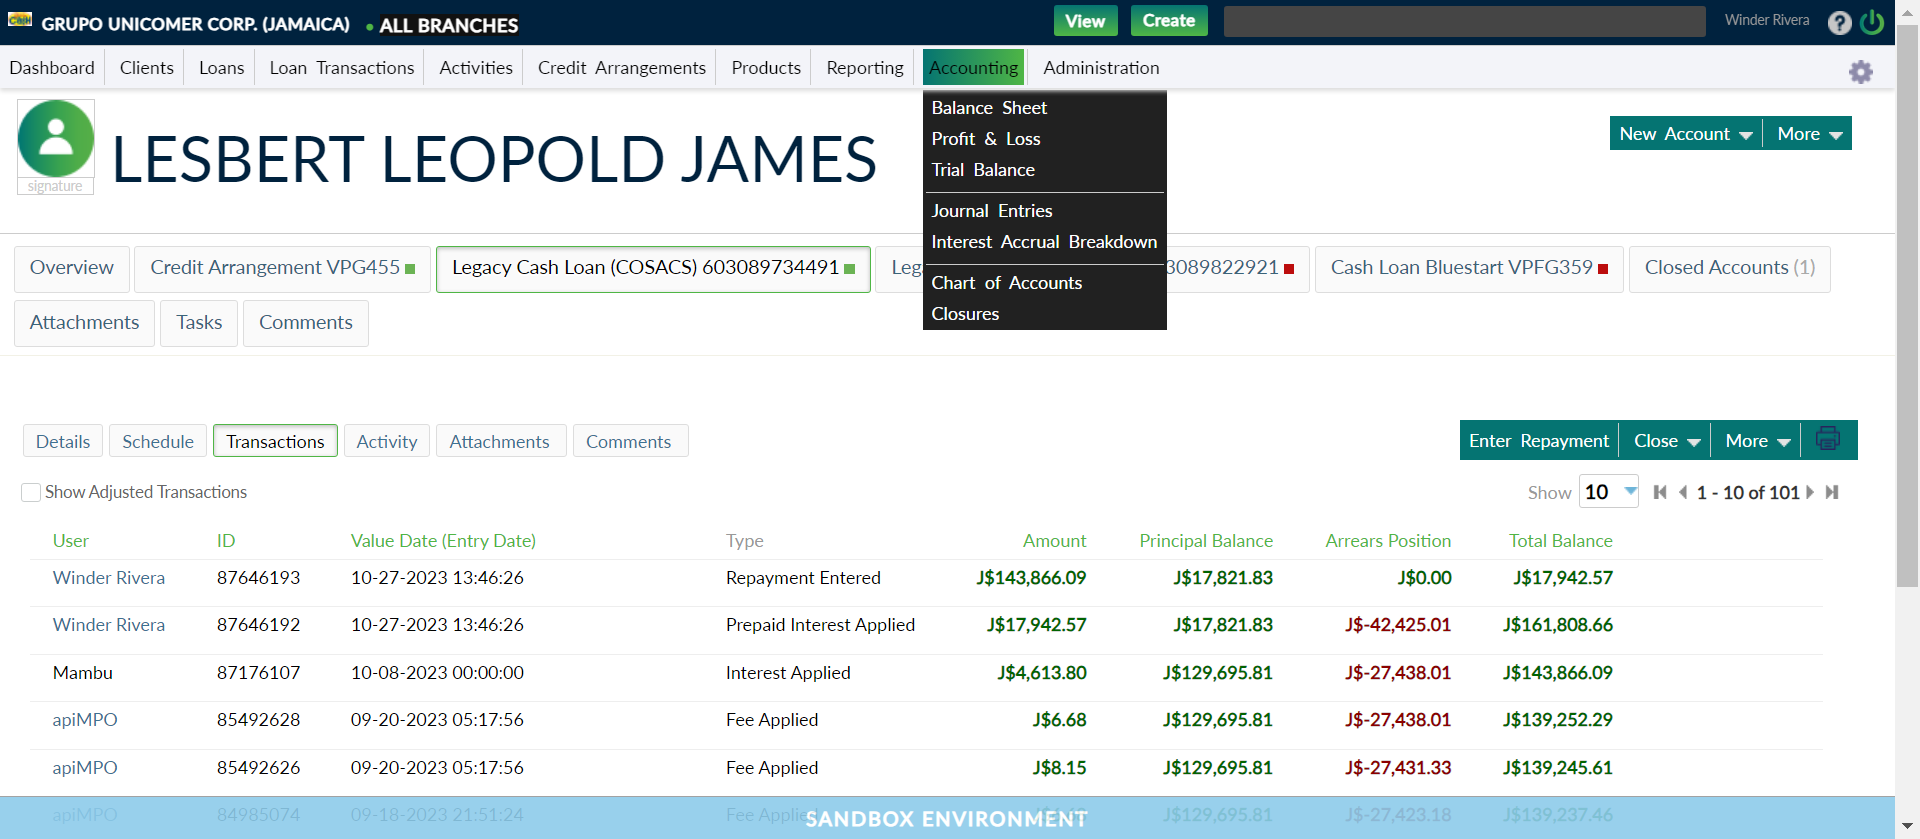 GRUPO UNICOMER CORP. (JAMAICA) ALL BRANCHES View Create Winder Rivera ?
Dashboard Clients Loans Loan Transactions Activities Credit Arrangements Products Reporting Accounting Administration
Balance Sheet
Profit & Loss
Trial Balance
Journal Entries
Interest Accrual Breakdown
Chart of Accounts
Closures
signature
LESBERT LEOPOLD JAMES
New Account More
Overview Credit Arrangement VPG455 Legacy Cash Loan (COSACS) 603089734491 Leg 3089822921 Cash Loan Bluestart VPFG359 Closed Accounts (1)
Attachments Tasks Comments
Details Schedule Transactions Activity Attachments Comments Enter Repayment Close More
Show Adjusted Transactions Show 10 1 - 10 of 101
User ID Value Date (Entry Date) Type Amount Principal Balance Arrears Position Total Balance
Winder Rivera 87646193 10-27-2023 13:46:26 Repayment Entered J$143,866.09 J$17,821.83 J$0.00 J$17,942.57
Winder Rivera 87646192 10-27-2023 13:46:26 Prepaid Interest Applied J$17,942.57 J$17,821.83 J$-42,425.01 J$161,808.66
Mambu 87176107 10-08-2023 00:00:00 Interest Applied J$4,613.80 J$129,695.81 J$-27,438.01 J$143,866.09
apiMPO 85492628 09-20-2023 05:17:56 Fee Applied J$6.68 J$129,695.81 J$-27,438.01 J$139,252.29
apiMPO 85492626 09-20-2023 05:17:56 Fee Applied J$8.15 J$129,695.81 J$-27,431.33 J$139,245.61
apiMPO 84985074 09-18-2023 21:51:24 Fee Applied J$129,695.81 J$-27,423.18 J$139,237.46
SANDBOX ENVIRONMENT